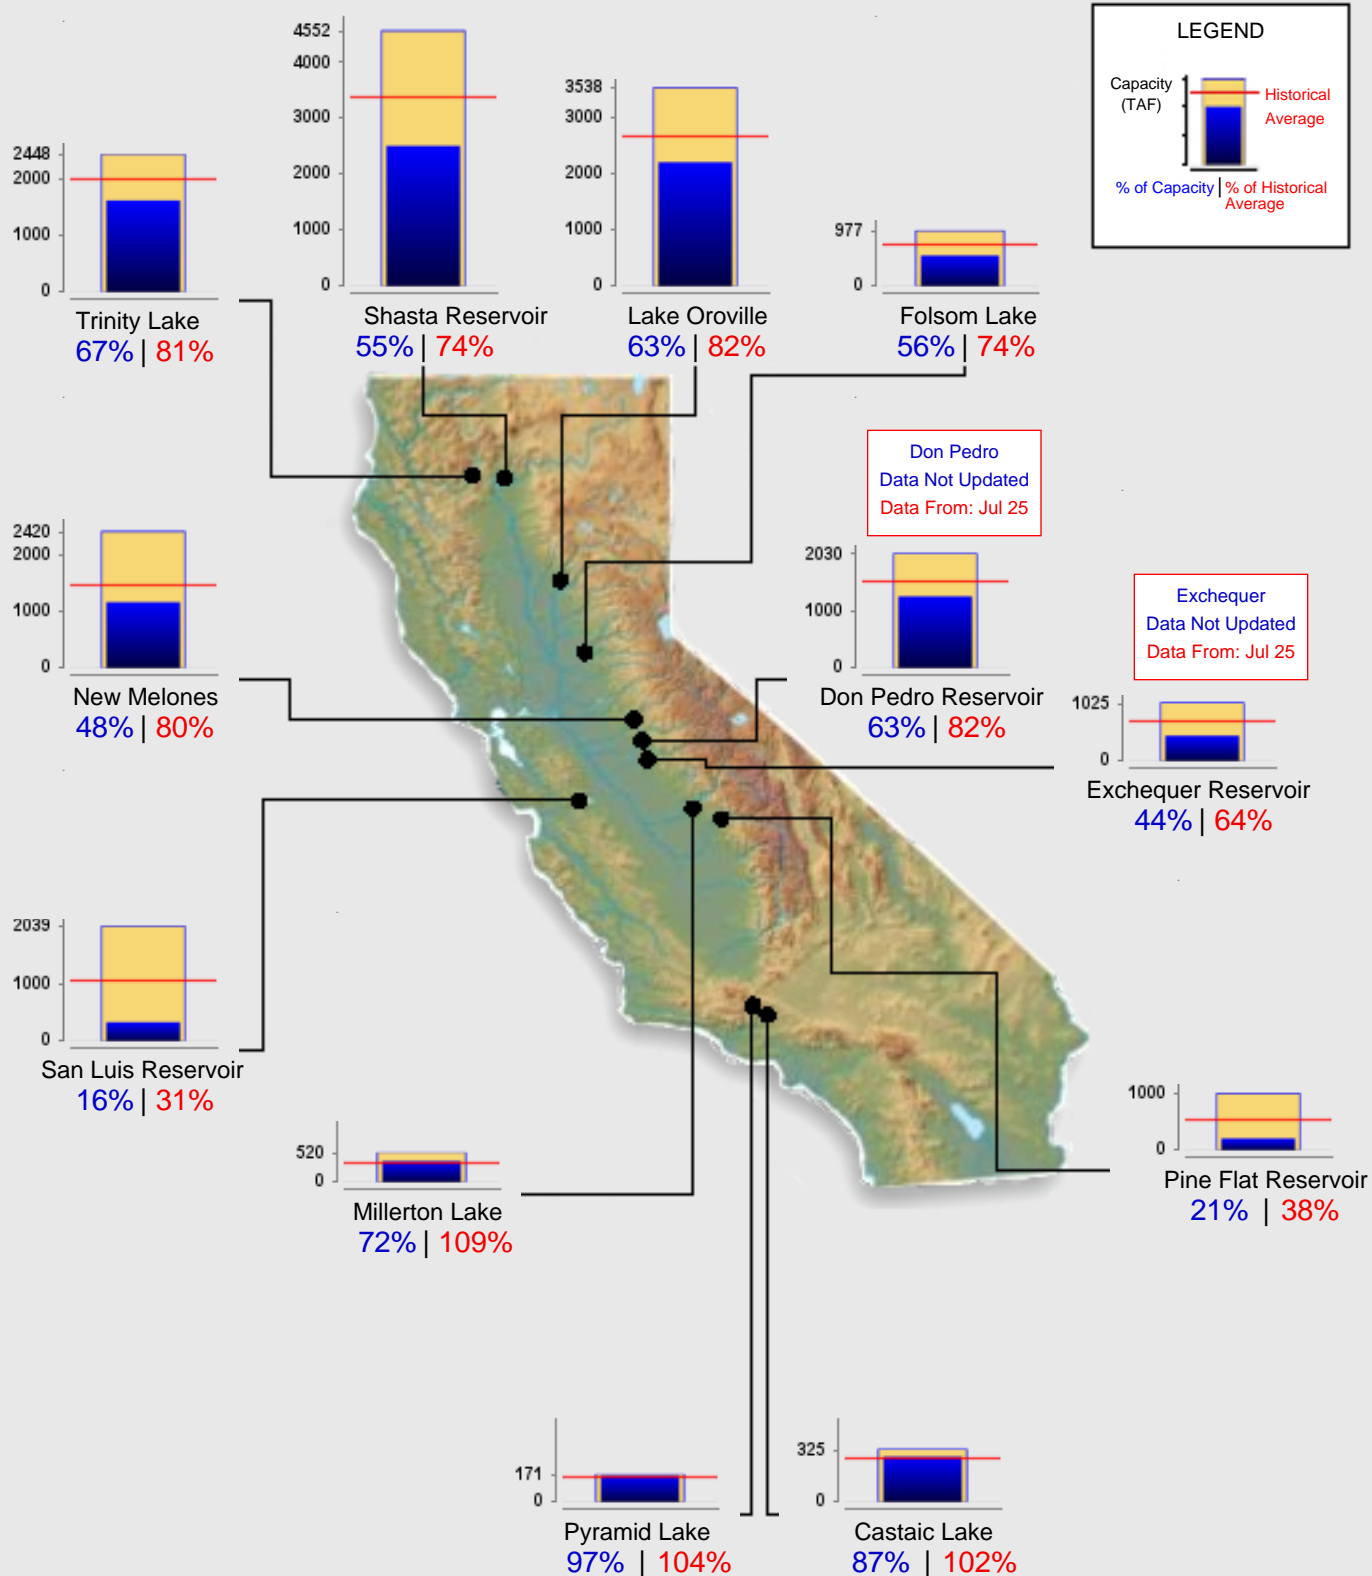 LEGEND
Capacity
(TAF)
Historical
Average
% of Capacity | % of Historical
Average
4552
4000
3000
2000
1000
0
Shasta Reservoir
55% | 74%
3538
3000
2000
1000
0
Lake Oroville
63% | 82%
2448
2000
1000
0
Trinity Lake
67% | 81%
977
0
Folsom Lake
56% | 74%
Don Pedro
Data Not Updated
Data From: Jul 25
2030
1000
0
Don Pedro Reservoir
63% | 82%
2420
2000
1000
0
New Melones
48% | 80%
Exchequer
Data Not Updated
Data From: Jul 25
1025
0
Exchequer Reservoir
44% | 64%
2039
1000
0
San Luis Reservoir
16% | 31%
520
0
Millerton Lake
72% | 109%
1000
0
Pine Flat Reservoir
21% | 38%
171
0
Pyramid Lake
97% | 104%
325
0
Castaic Lake
87% | 102%